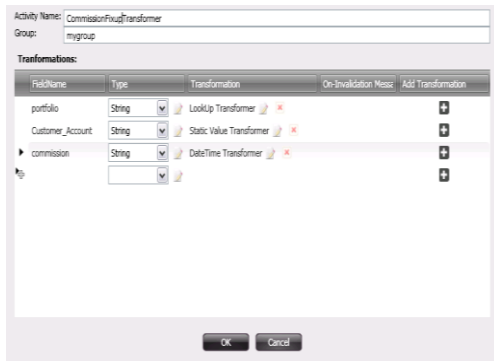 Activity Name: CommissionFixupTransformer
Group: mygroup
Tranformations:
FieldName Type Transformation On-Invalidation Messa Add Transformation
portfolio String LookUp Transformer
Customer_Account String Static Value Transformer
commission String DateTime Transformer
OK Cancel